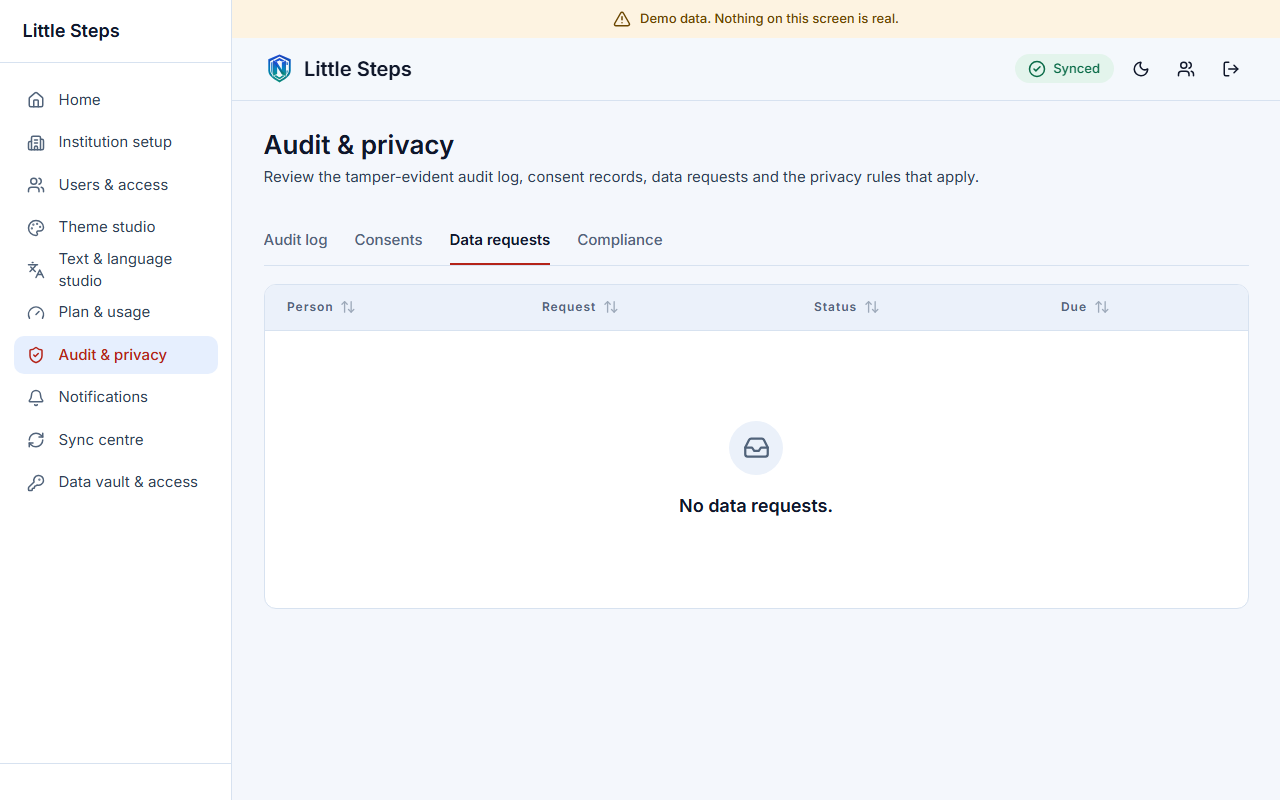 Little Steps
Home
Institution setup
Users & access
Theme studio
Text & language
studio
Plan & usage
Audit & privacy
Notifications
Sync centre
Data vault & access
Demo data. Nothing on this screen is real.
Little Steps
Synced
Audit & privacy
Review the tamper-evident audit log, consent records, data requests and the privacy rules that apply.
Audit log Consents Data requests Compliance
Person Request Status Due
No data requests.